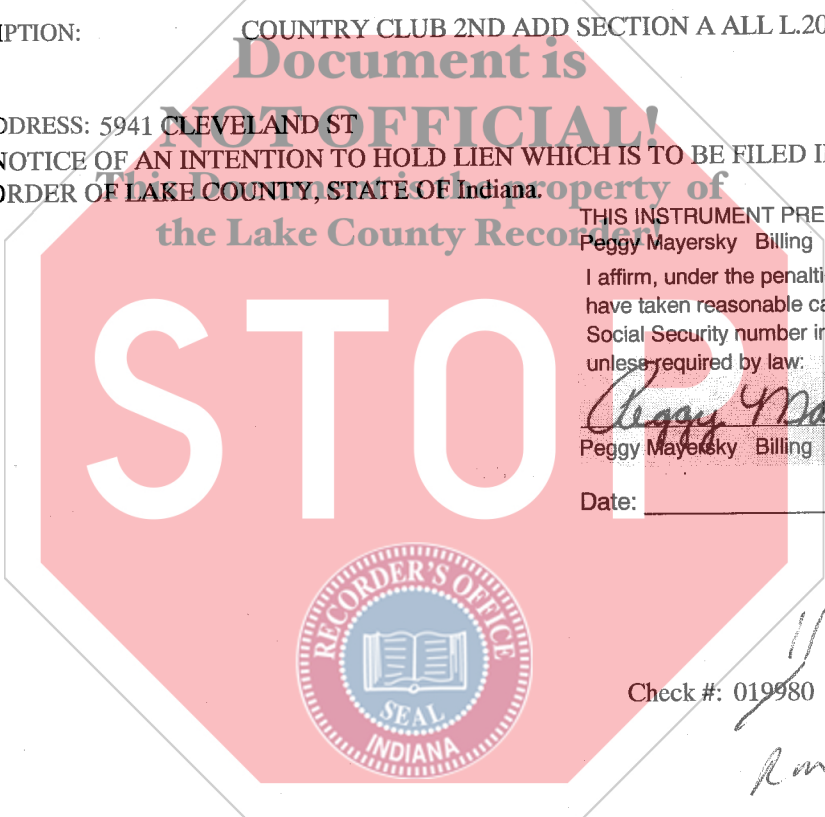 IPTION: COUNTRY CLUB 2ND ADD SECTION A ALL L.20
Document is
DDRESS: 5941 CLEVELAND ST
NOT OFFICIAL!
NOTICE OF AN INTENTION TO HOLD LIEN WHICH IS TO BE FILED I
ORDER OF LAKE COUNTY, STATE OF Indiana.
This Document is the property of
the Lake County Recorder!
THIS INSTRUMENT PRE
Peggy Mayersky Billing
I affirm, under the penalti
have taken reasonable ca
Social Security number in
unless required by law:
Peggy Ma
Peggy Mayersky Billing
Date:
STOP
RECORDER'S OFFICE
SEAL
INDIANA
Check #: 019980